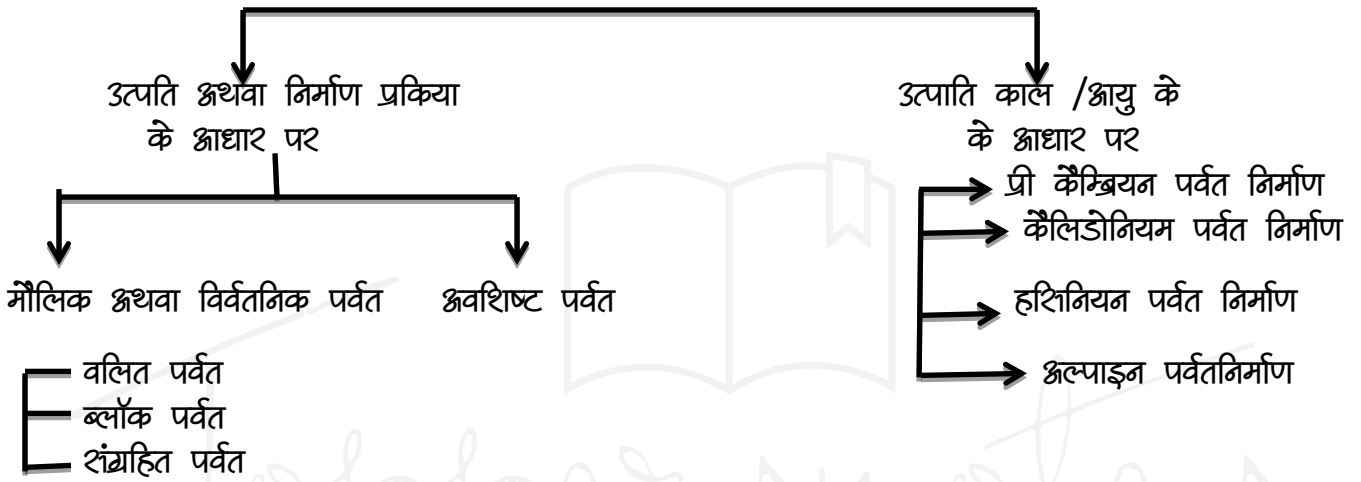 उत्पति अथवा निर्माण प्रकिया
के आधार पर
उत्पाति काल /आयु के
के आधार पर
मौलिक अथवा विर्वतनिक पर्वत
अवशिष्ट पर्वत
वलित पर्वत
ब्लॉक पर्वत
संग्रहित पर्वत
प्री कैम्ब्रियन पर्वत निर्माण
कैलिडोनियम पर्वत निर्माण
हर्सिनियन पर्वत निर्माण
अल्पाइन पर्वतनिर्माण